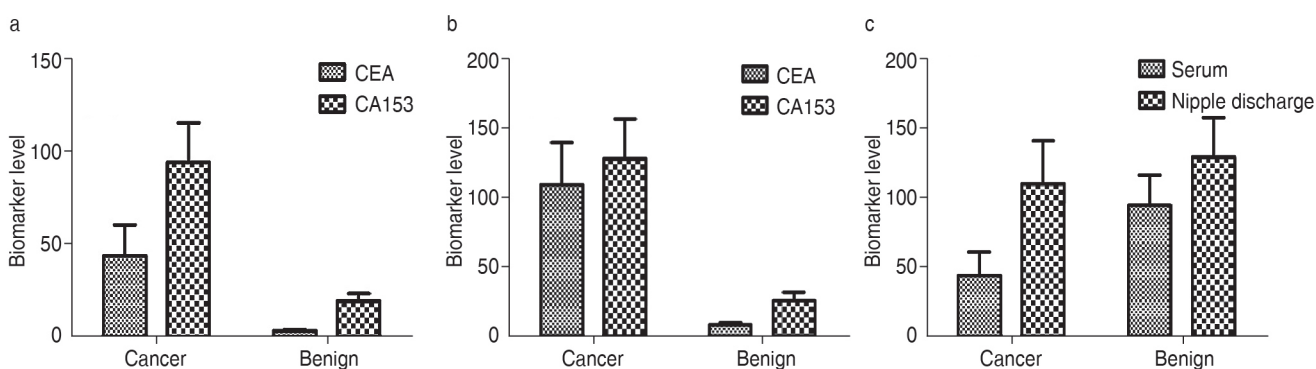 a
150
100
50
0
Biomarker level
CEA
CA153
Cancer
Benign
b
200
150
100
50
0
Biomarker level
CEA
CA153
Cancer
Benign
c
200
150
100
50
0
Biomarker level
Serum
Nipple discharge
Cancer
Benign